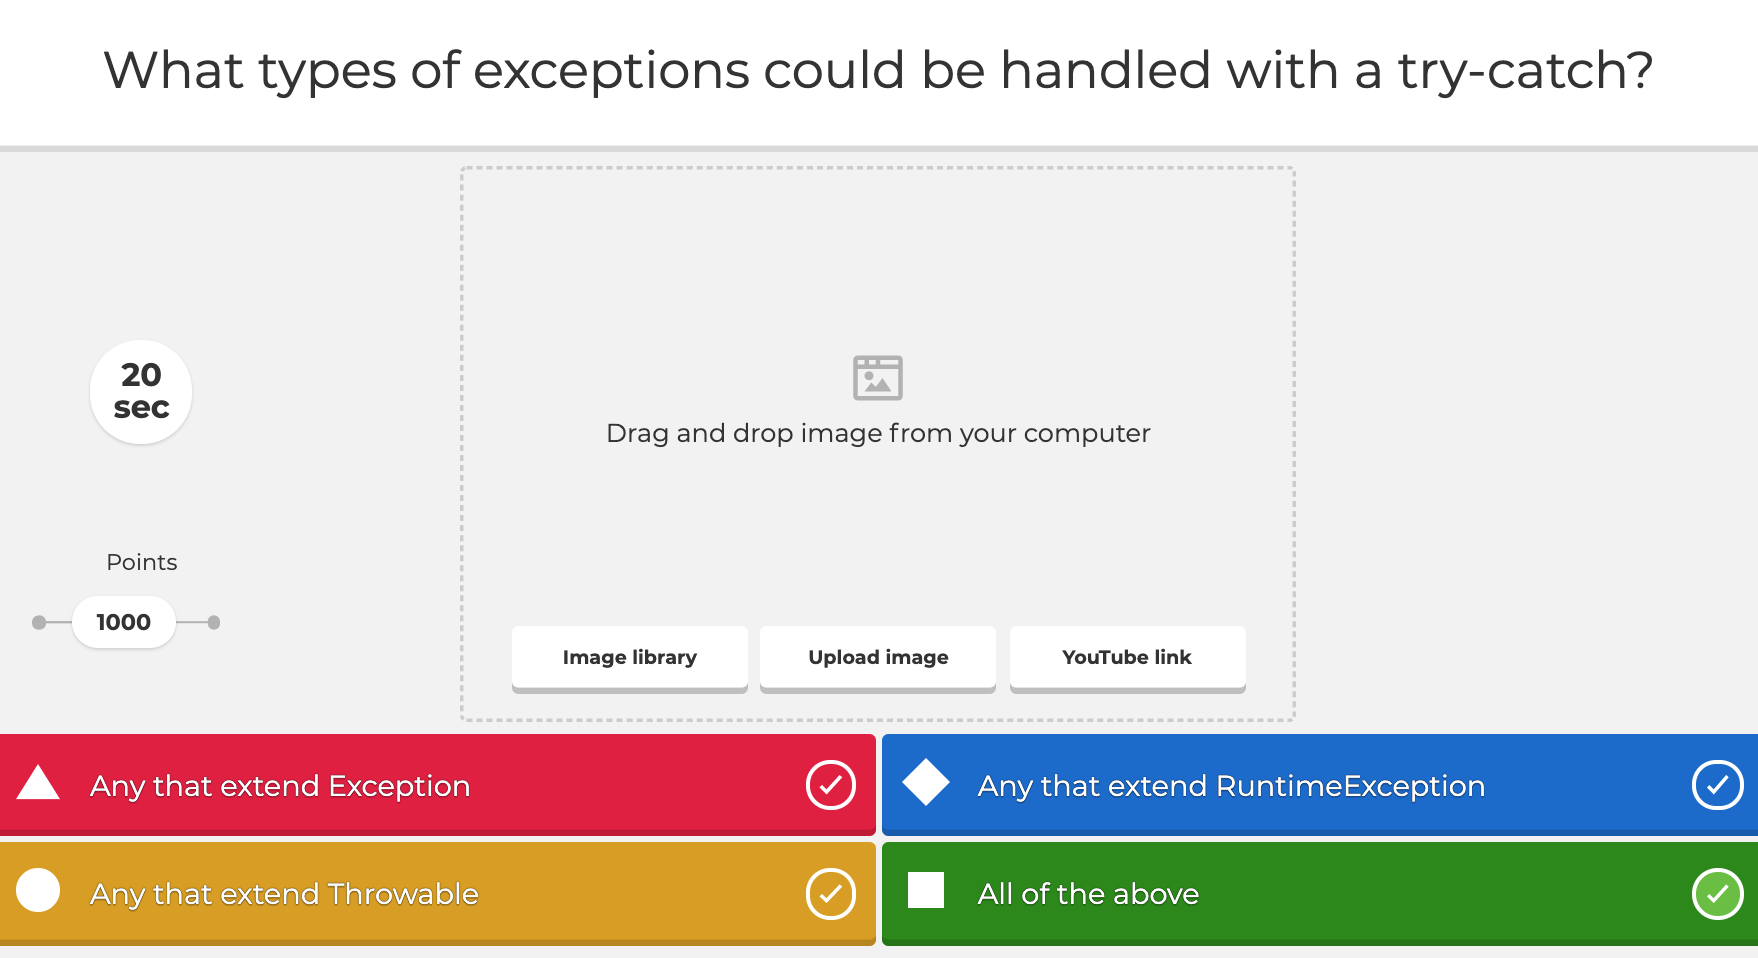 What types of exceptions could be handled with a try-catch?
20
sec
Drag and drop image from your computer
Points
1000
Image library
Upload image
YouTube link
Any that extend Exception
Any that extend RuntimeException
Any that extend Throwable
All of the above